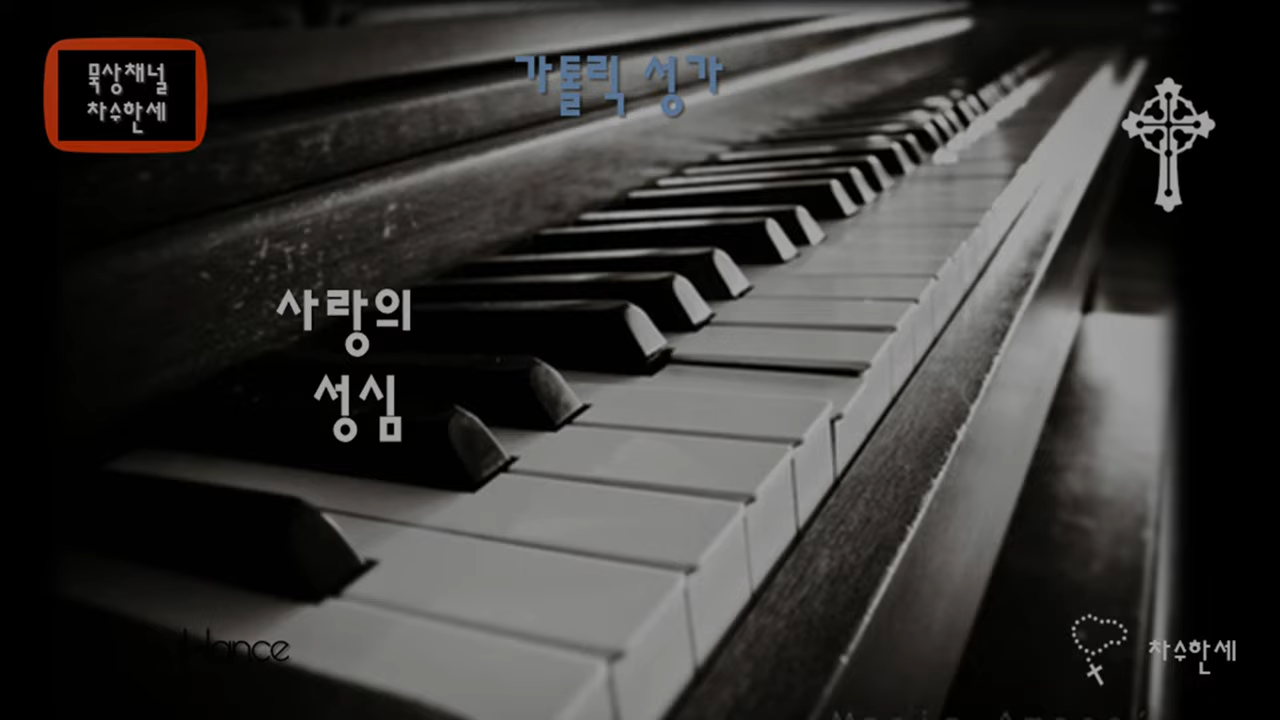 묵상채널
차수한세
가톨릭 성가
사랑의
성심
차수한세